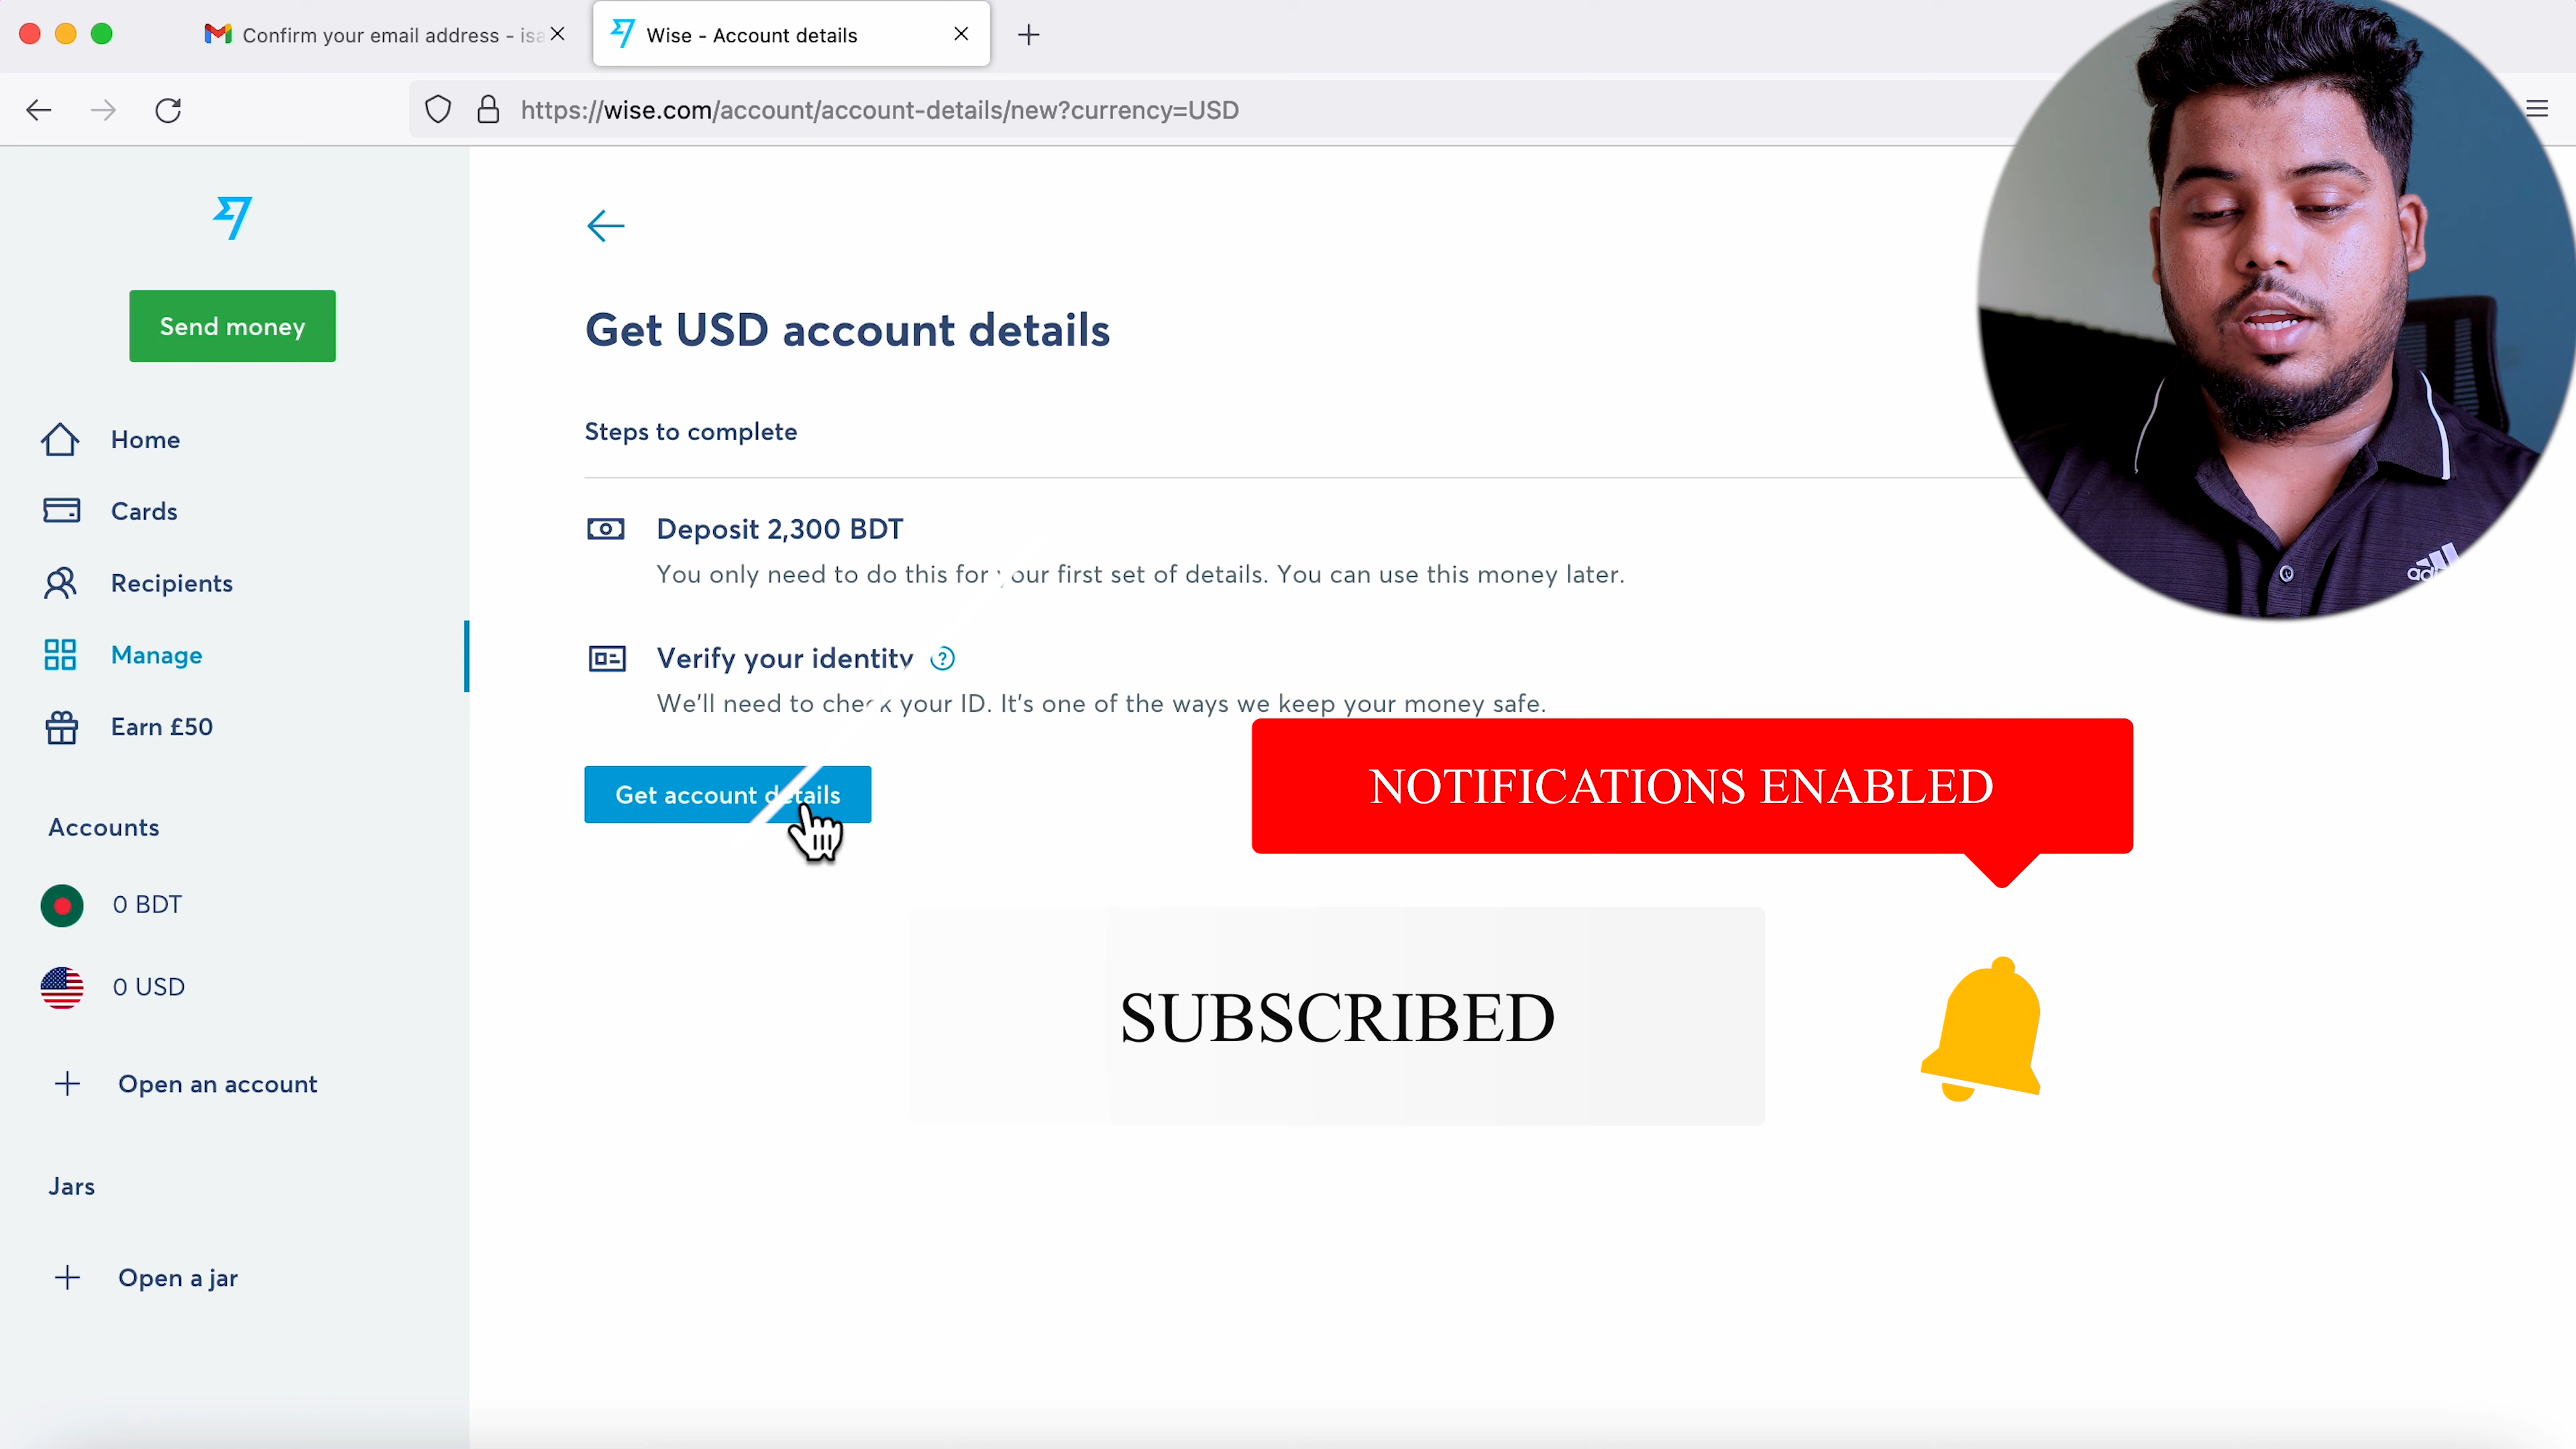 Confirm your email address - isa
Wise - Account details
https://wise.com/account/account-details/new?currency=USD
Send money
Home
Cards
Recipients
Manage
Earn £50
Accounts
0 BDT
0 USD
Open an account
Jars
Open a jar
Get USD account details
Steps to complete
Deposit 2,300 BDT
You only need to do this for your first set of details. You can use this money later.
Verify your identity ?
We'll need to check your ID. It's one of the ways we keep your money safe.
Get account details
NOTIFICATIONS ENABLED
SUBSCRIBED